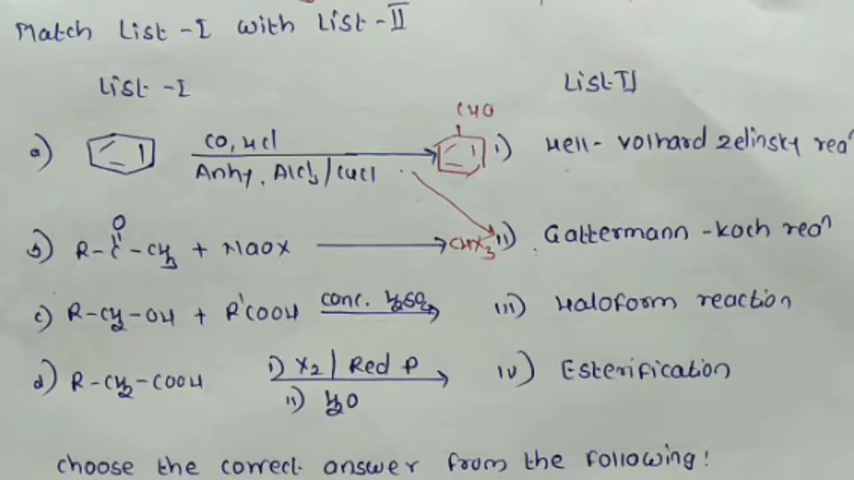 Match List -I with List -II
List -I List II
CHO
a) CO, HCl i) Hell- Volhard Zelinsky reaⁿ
Anhy. AlCl3/CuCl
O
b) R-C-CH3 + NaOX CHX3 ii) Gattermann -Koch reaⁿ
c) R-CH2-OH + R'COOH conc. H2SO4 iii) Haloform reaction
d) R-CH2-COOH i) X2/Red P iv) Esterification
ii) H2O
choose the correct answer from the following: